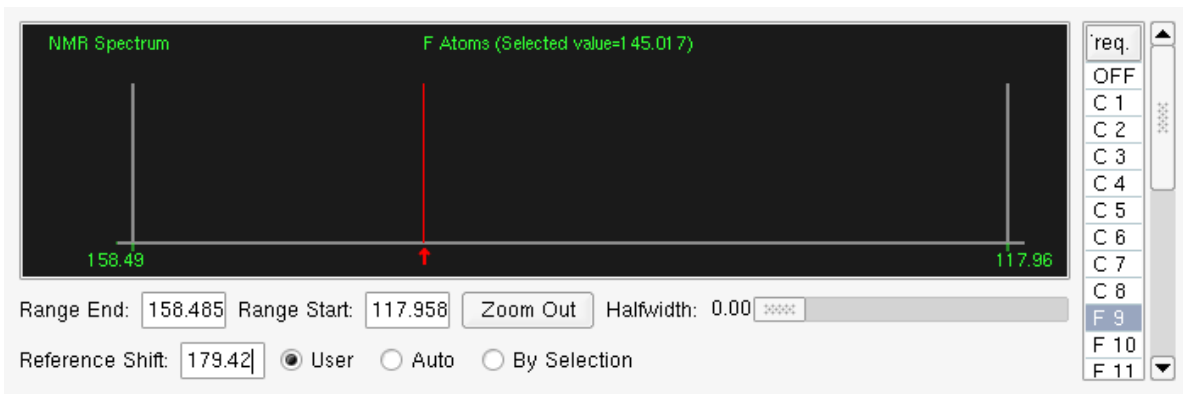 NMR Spectrum F Atoms (Selected value=145.017)
158.49 117.96
Range End: 158.485 Range Start: 117.958 Zoom Out Halfwidth: 0.00
Reference Shift: 179.42 User Auto By Selection
req.
OFF
C 1
C 2
C 3
C 4
C 5
C 6
C 7
C 8
F 9
F 10
F 11